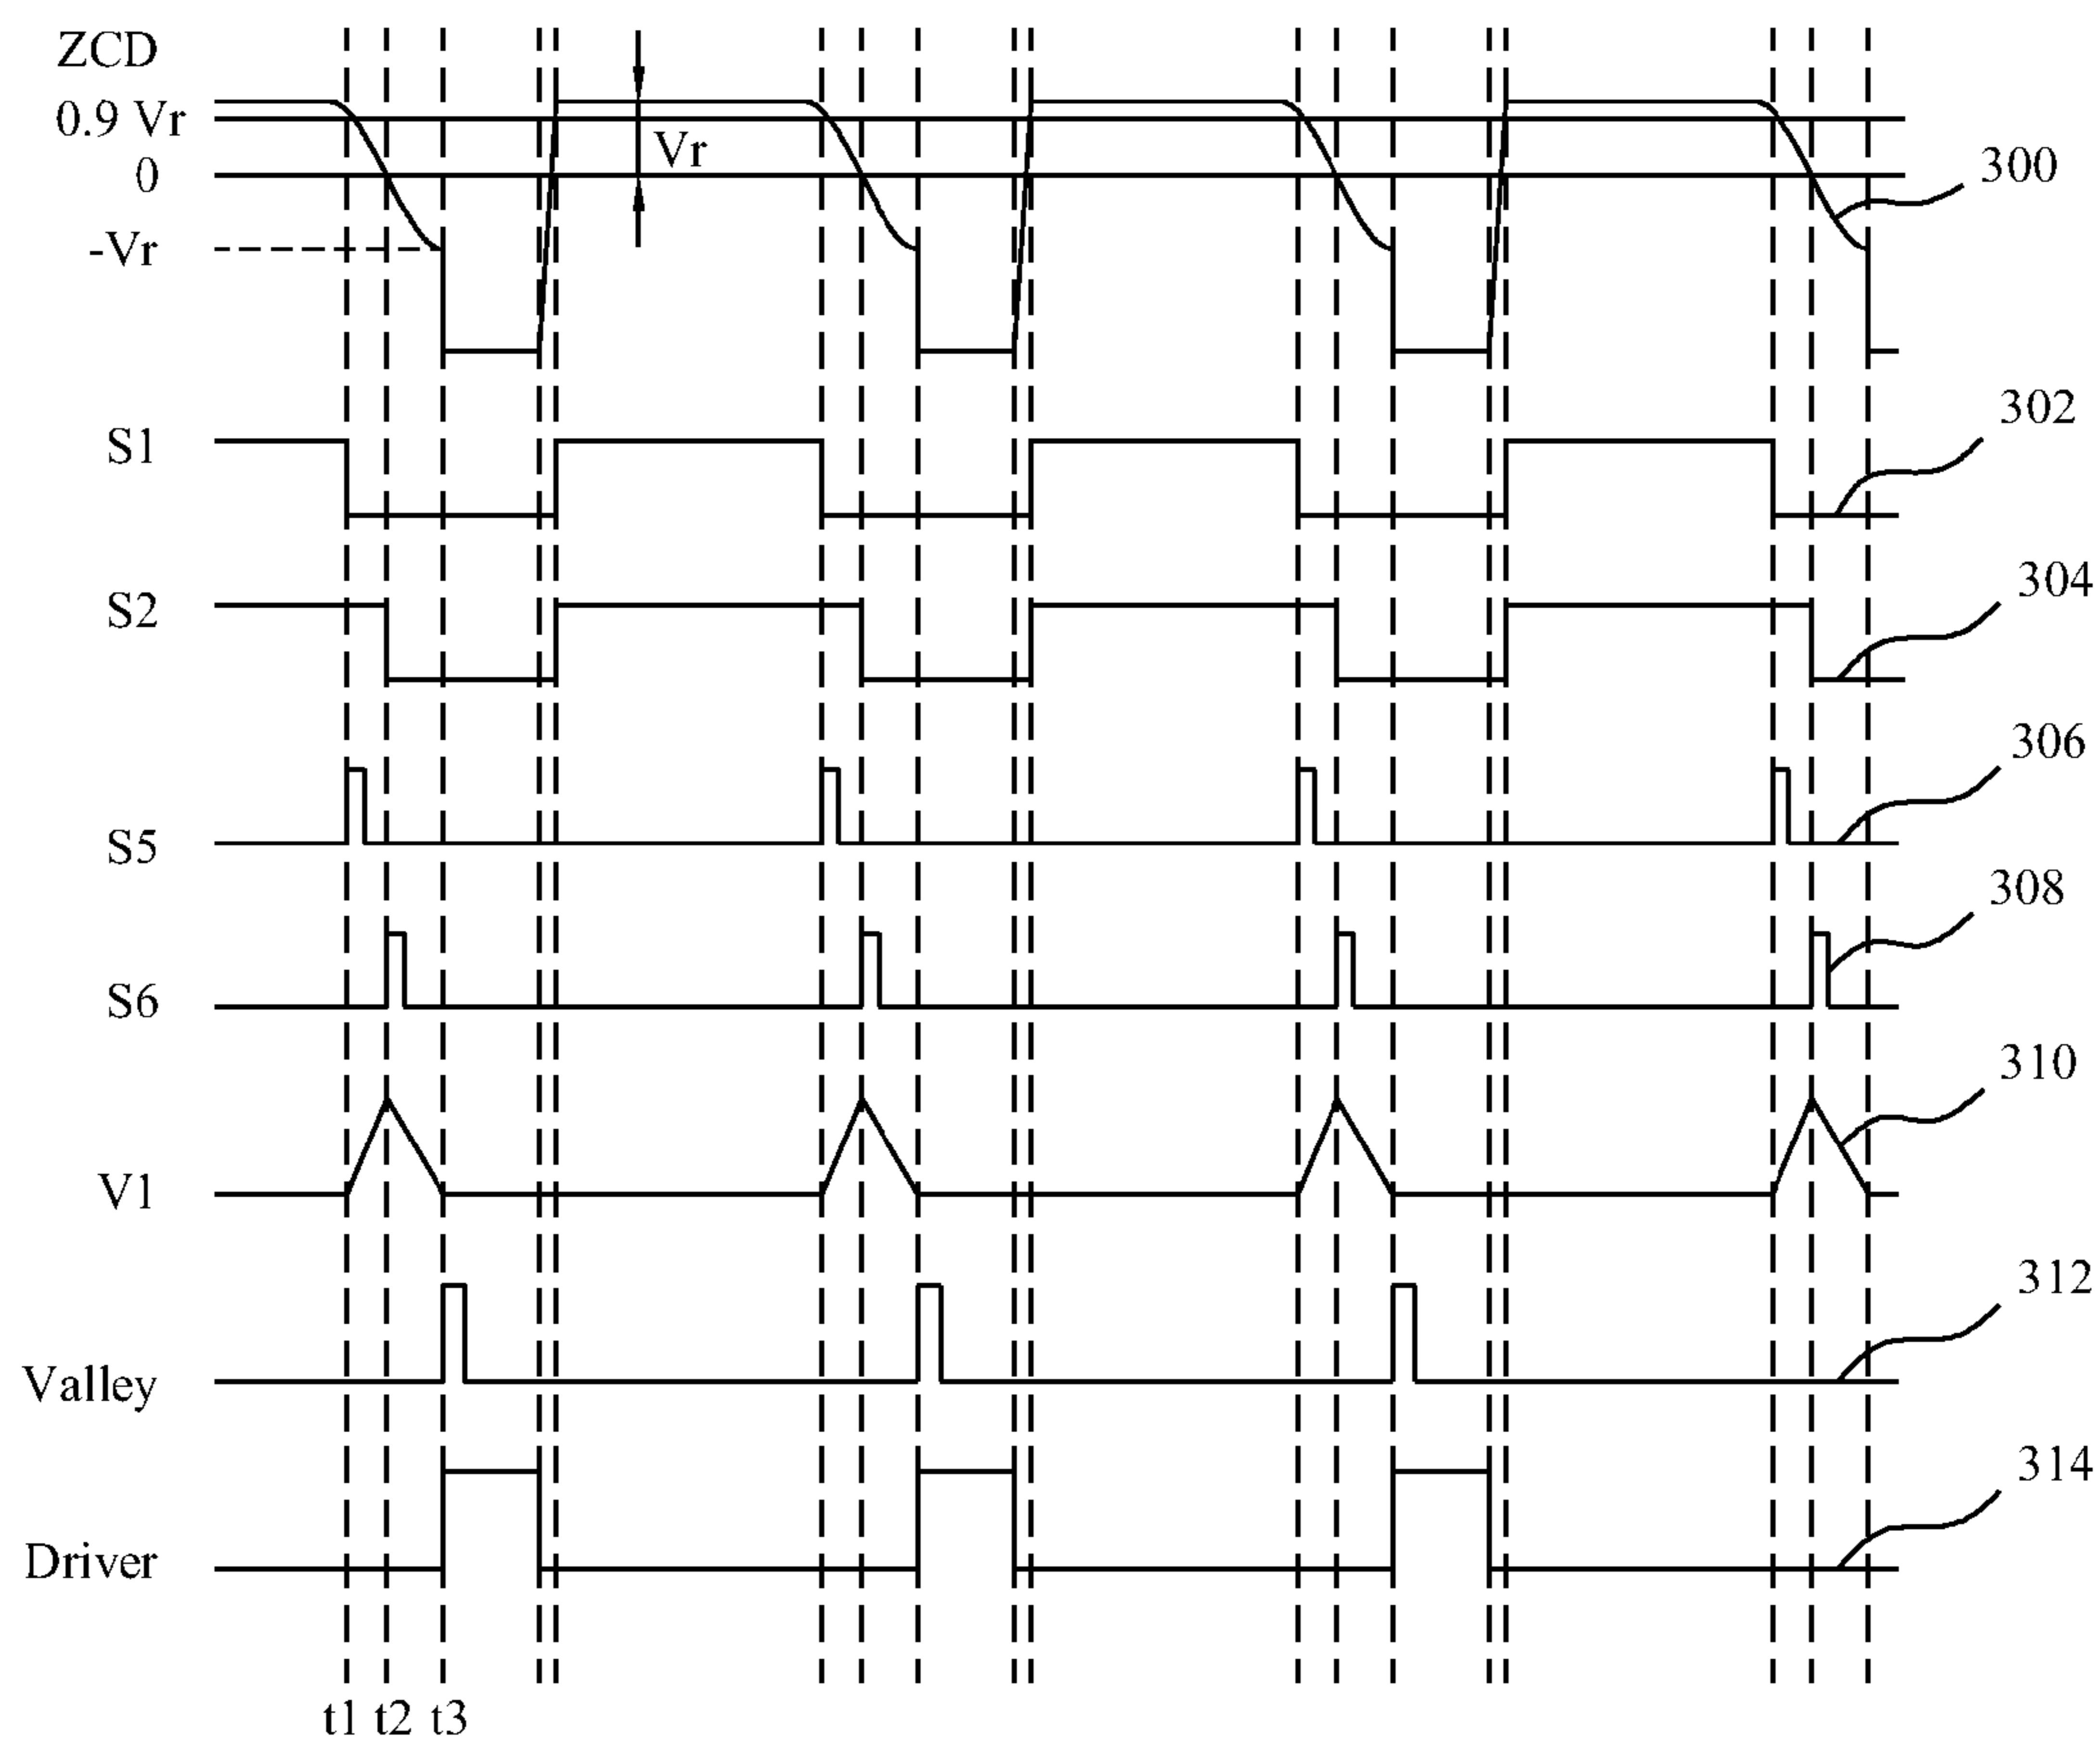 ZCD
0.9 Vr
Vr
0
300
-Vr
302
S1
304
S2
306
S5
308
S6
310
V1
312
Valley
314
Driver
t1 t2 t3